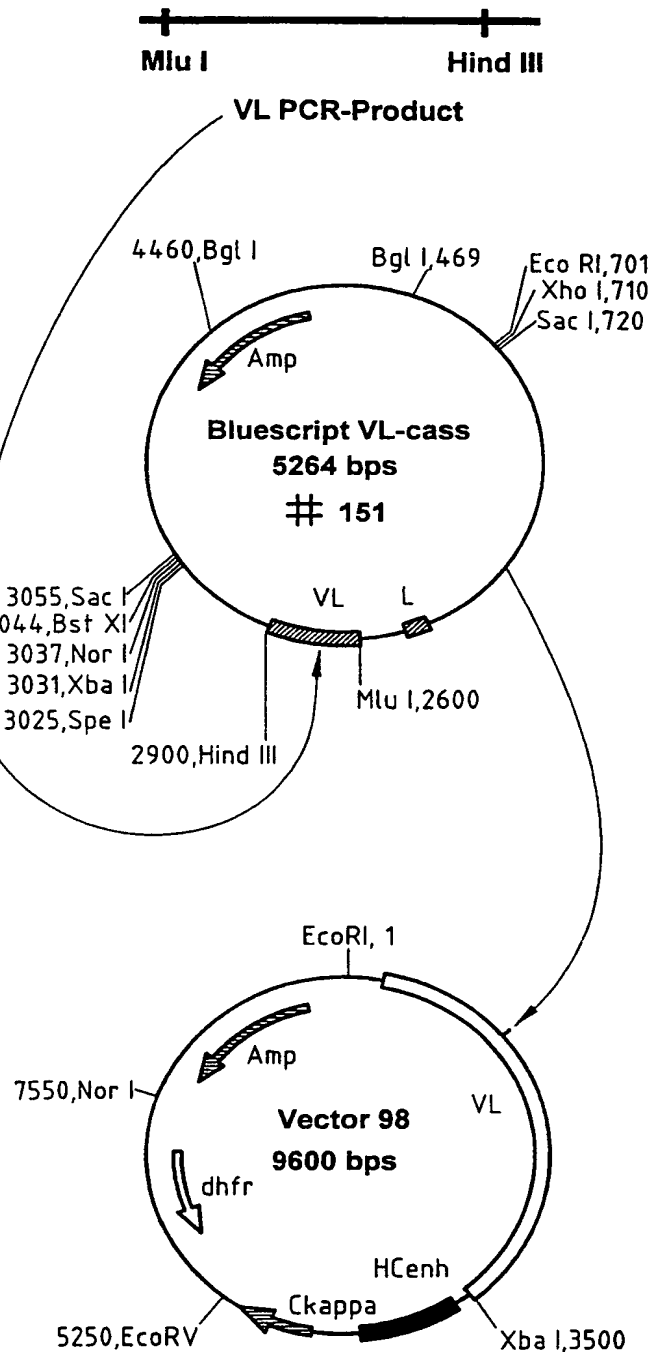 Mlu I Hind III
VL PCR-Product
4460,Bgl I
Bgl I,469
Eco RI,701
Xho I,710
Sac I,720
Amp
Bluescript VL-cass
5264 bps
# 151
3055,Sac I
044,Bst XI
3037,Nor I
3031,Xba I
3025,Spe I
VL
L
Mlu I,2600
2900,Hind III
EcoRI, 1
Amp
7550,Nor I
VL
Vector 98
9600 bps
dhfr
HCenh
Ckappa
5250,EcoRV
Xba I,3500